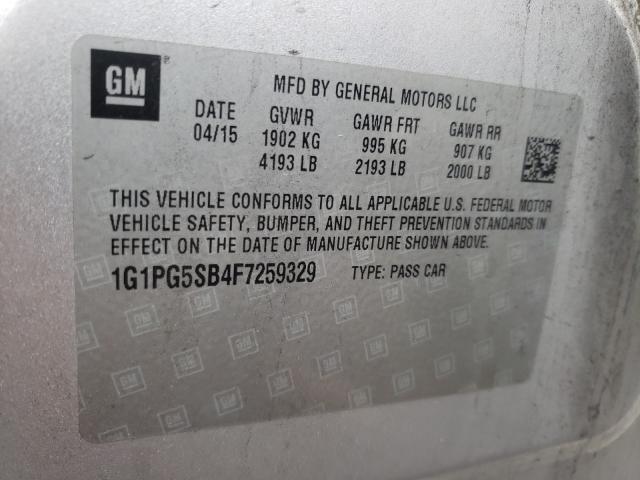 GM
MFD BY GENERAL MOTORS LLC
DATE GVWR GAWR FRT GAWR RR
04/15 1902 KG 995 KG 907 KG
4193 LB 2193 LB 2000 LB
THIS VEHICLE CONFORMS TO ALL APPLICABLE U.S. FEDERAL MOTOR
VEHICLE SAFETY, BUMPER, AND THEFT PREVENTION STANDARDS IN
EFFECT ON THE DATE OF MANUFACTURE SHOWN ABOVE.
1G1PG5SB4F7259329 TYPE: PASS CAR